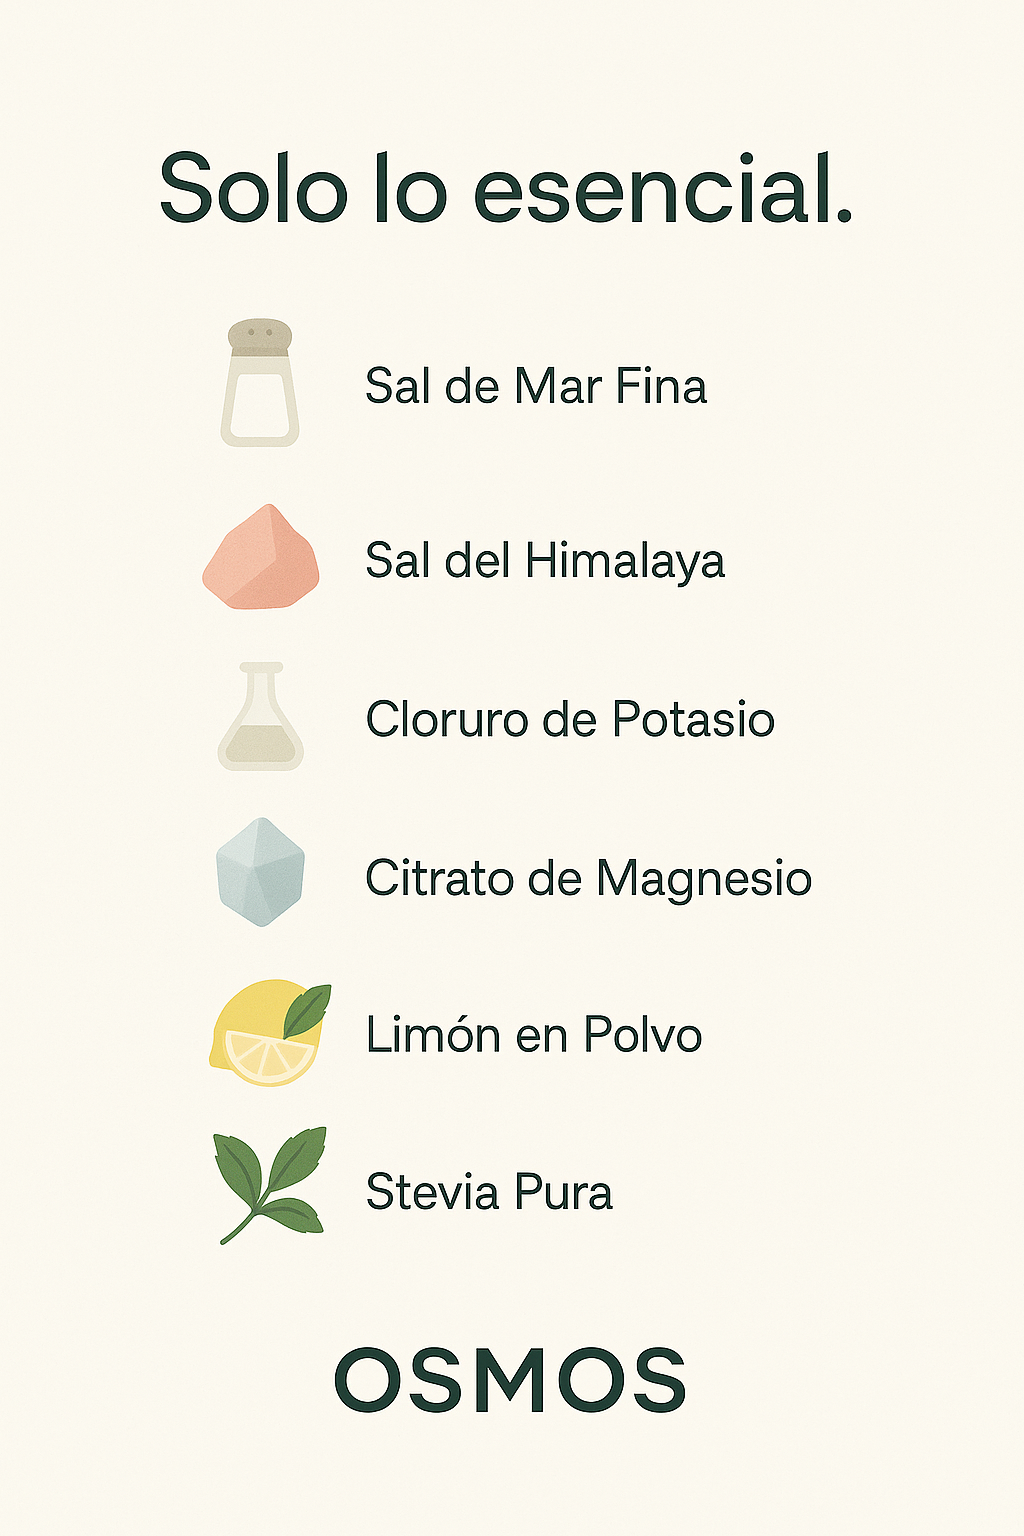 Solo lo esencial.
Sal de Mar Fina
Sal del Himalaya
Cloruro de Potasio
Citrato de Magnesio
Limón en Polvo
Stevia Pura
OSMOS